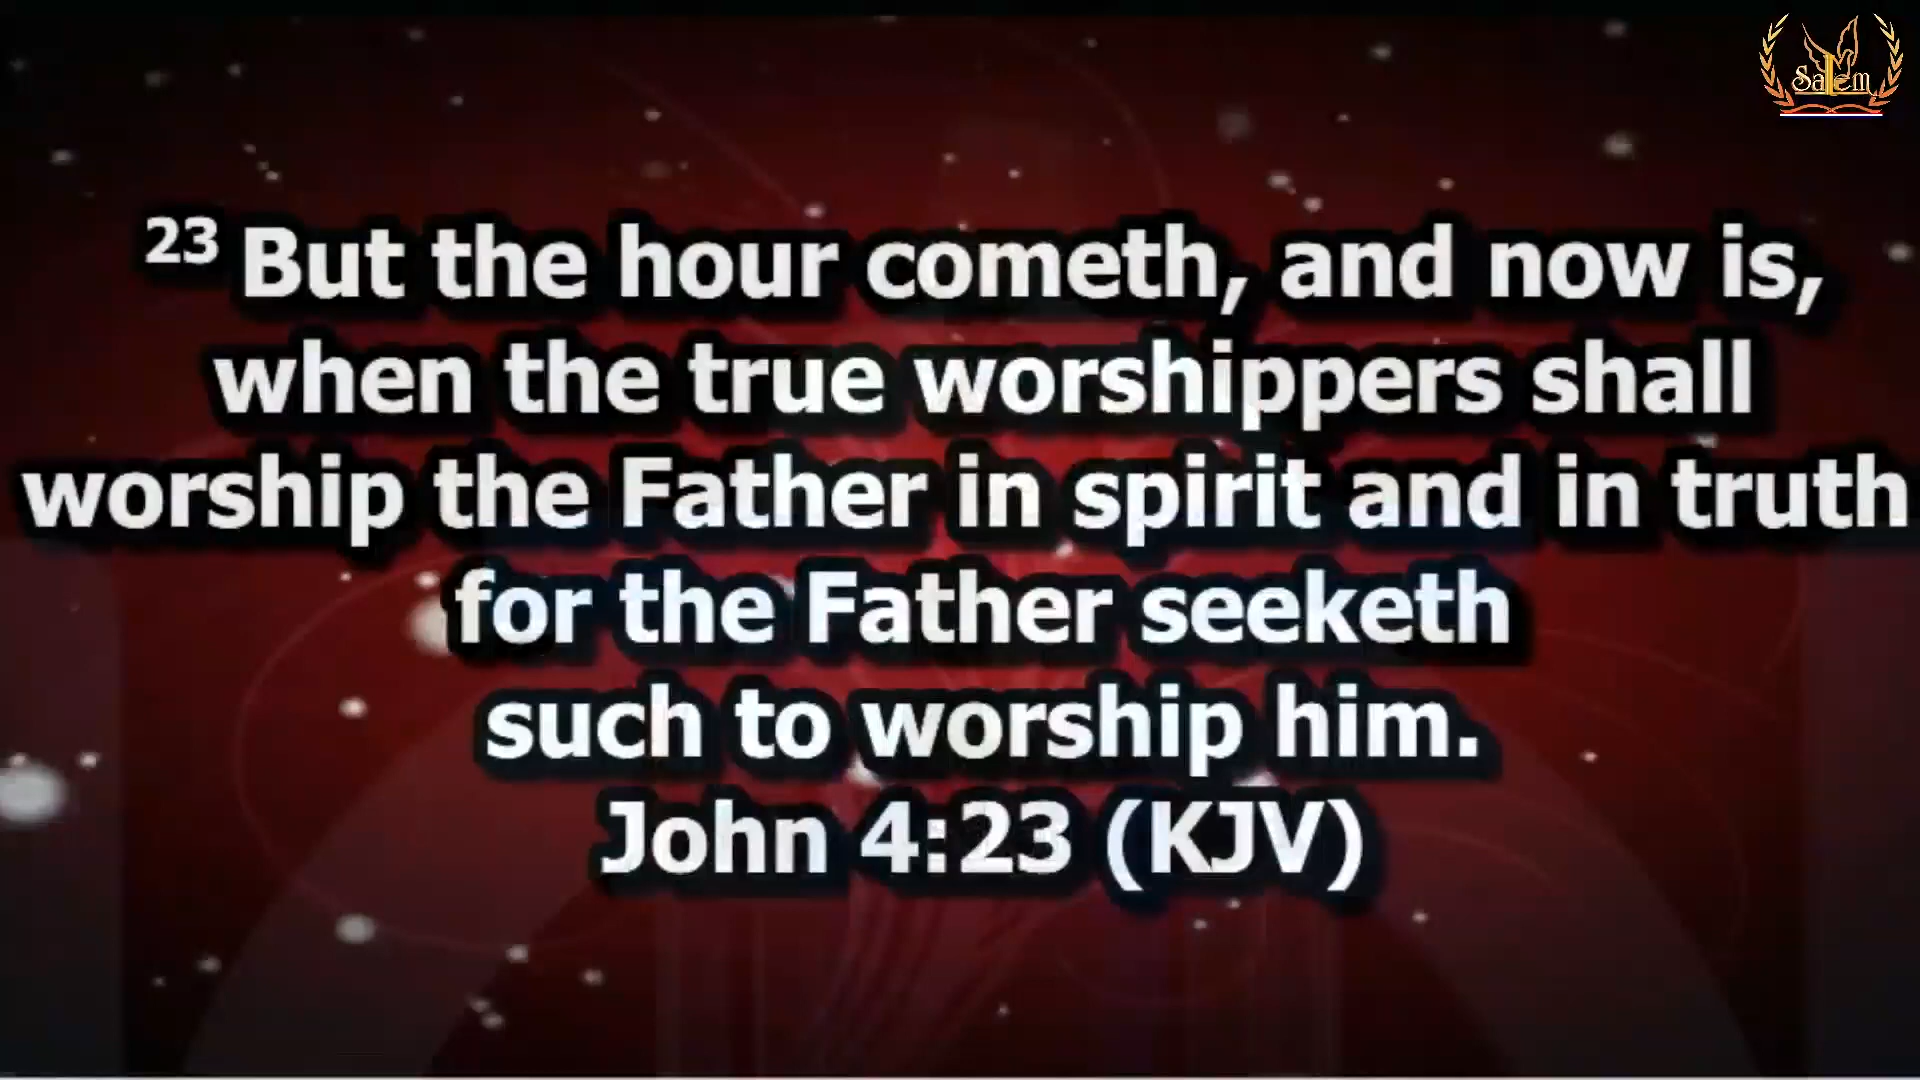 Salem
²³ But the hour cometh, and now is,
when the true worshippers shall
worship the Father in spirit and in truth
for the Father seeketh
such to worship him.
John 4:23 (KJV)